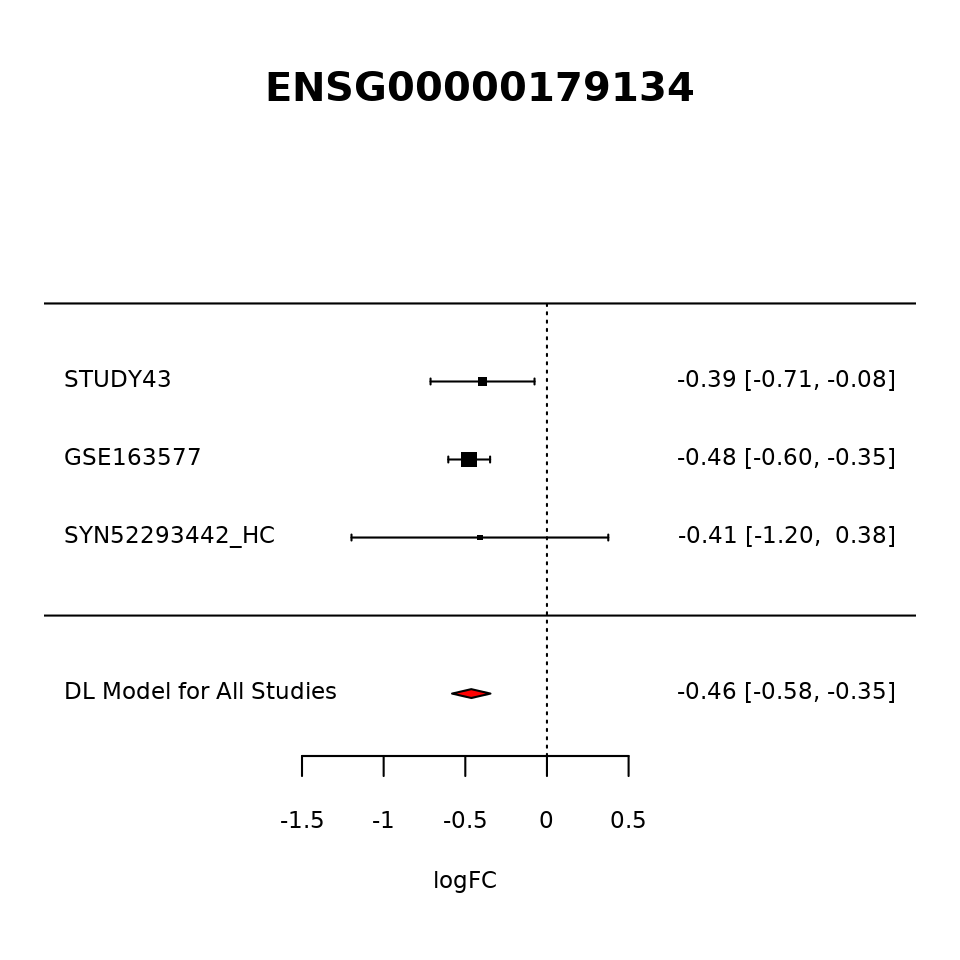 ENSG00000179134
STUDY43 -0.39 [-0.71, -0.08]
GSE163577 -0.48 [-0.60, -0.35]
SYN52293442_HC -0.41 [-1.20,  0.38]
DL Model for All Studies -0.46 [-0.58, -0.35]
-1.5 -1 -0.5 0 0.5
logFC